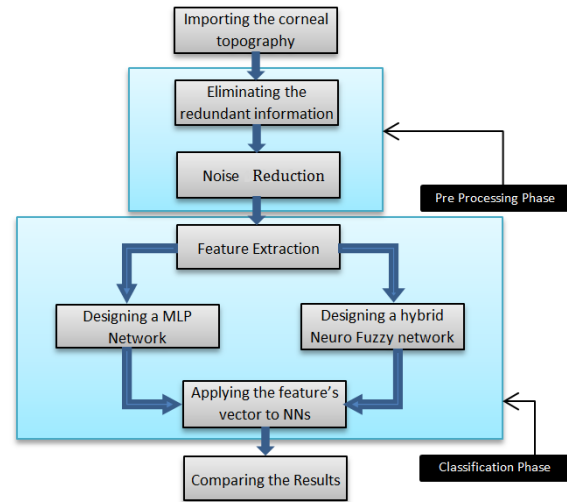 Importing the corneal
topography
Eliminating the
redundant information
Noise Reduction
Pre Processing Phase
Feature Extraction
Designing a MLP
Network
Designing a hybrid
Neuro Fuzzy network
Applying the feature's
vector to NNs
Classification Phase
Comparing the Results